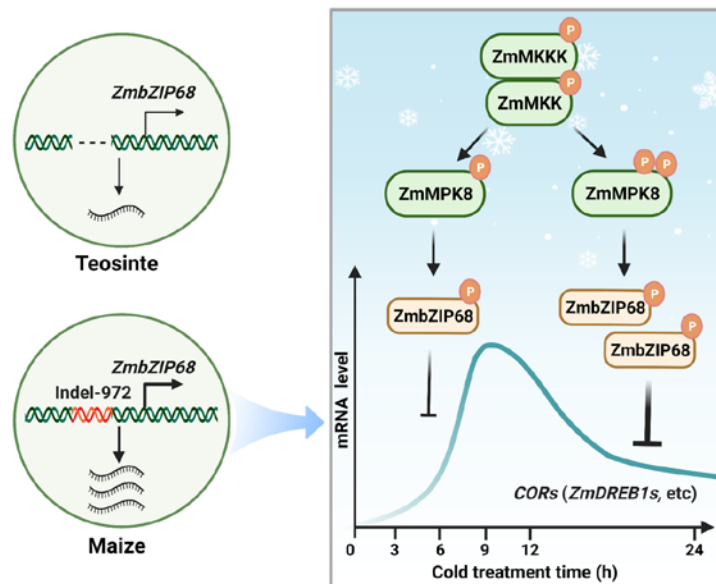 ZmbZIP68
Teosinte
ZmbZIP68
Indel-972
Maize
P
ZmMKKK
P
ZmMKK
P
ZmMPK8
P P
ZmMPK8
P
ZmbZIP68
P
ZmbZIP68
P
ZmbZIP68
mRNA level
CORs (ZmDREB1s, etc)
0 3 6 9 12 24
Cold treatment time (h)